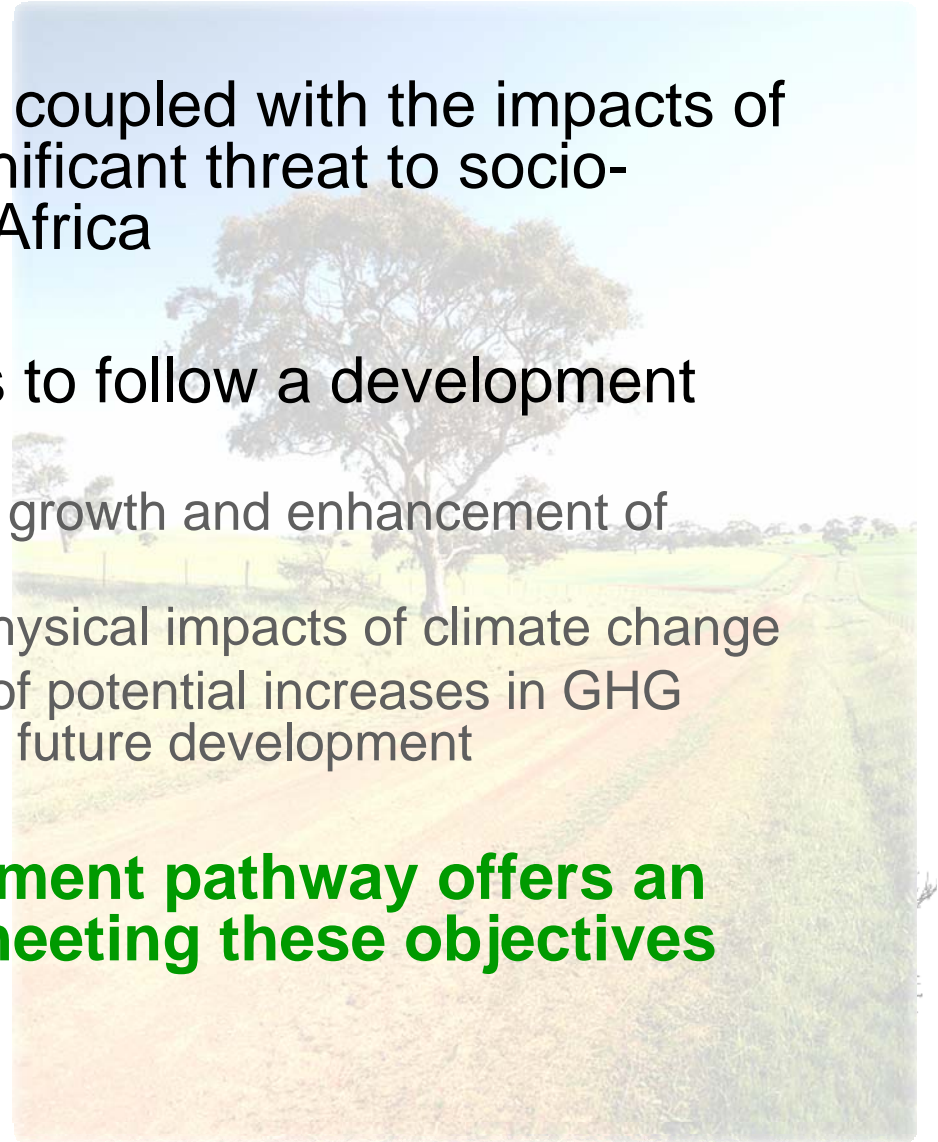 coupled with the impacts of
nificant threat to socio-
Africa
s to follow a development
growth and enhancement of
hysical impacts of climate change
of potential increases in GHG
future development
ment pathway offers an
neeting these objectives